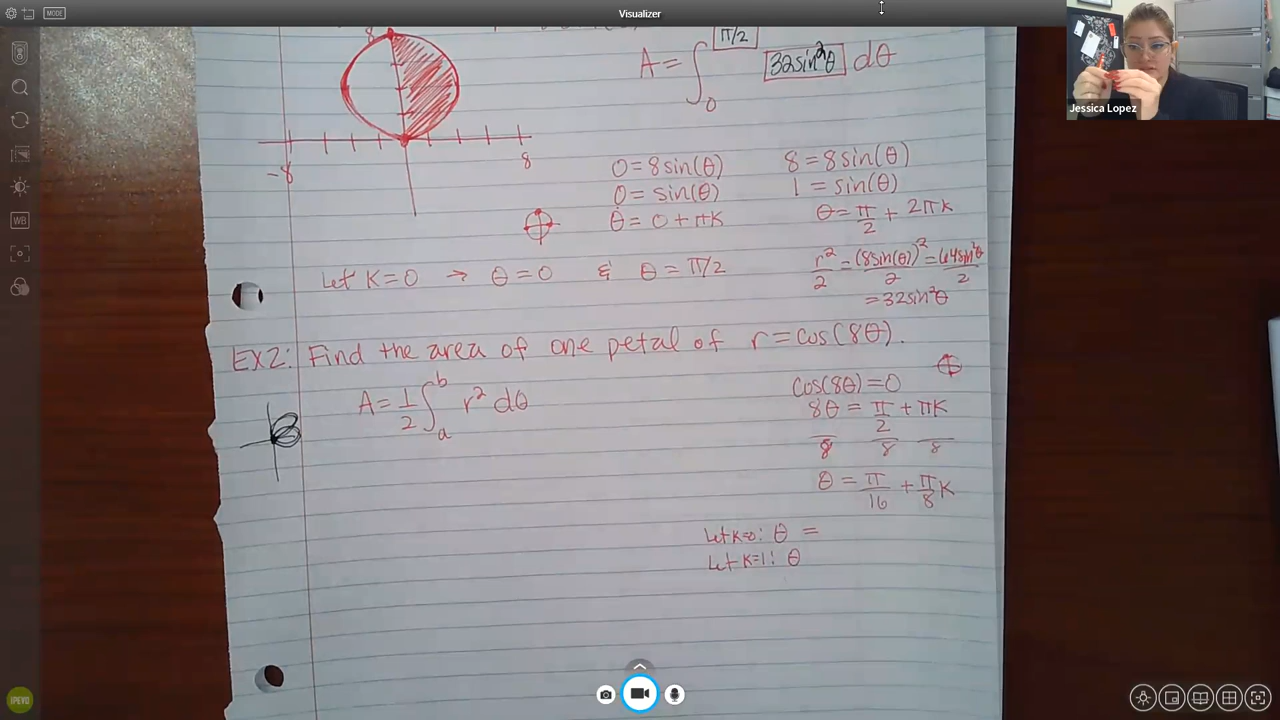 MODE
Visualizer
Jessica Lopez
8
-8
8
A = ∫₀^{π/2} 32sin²θ dθ
0 = 8sin(θ)
0 = sin(θ)
θ = 0 + πK
8 = 8sin(θ)
1 = sin(θ)
θ = π/2 + 2πK
Let K=0 → θ = 0 & θ = π/2
r²/2 = (8sin(θ))²/2 = 64sin²θ/2
= 32sin²θ
EX2: Find the area of one petal of r = cos(8θ).
A = 1/2 ∫ₐᵇ r² dθ
cos(8θ) = 0
8θ = π/2 + πK
8 8 8
θ = π/16 + π/8 K
Let K=0: θ =
Let K=1: θ
WB
IPEVO